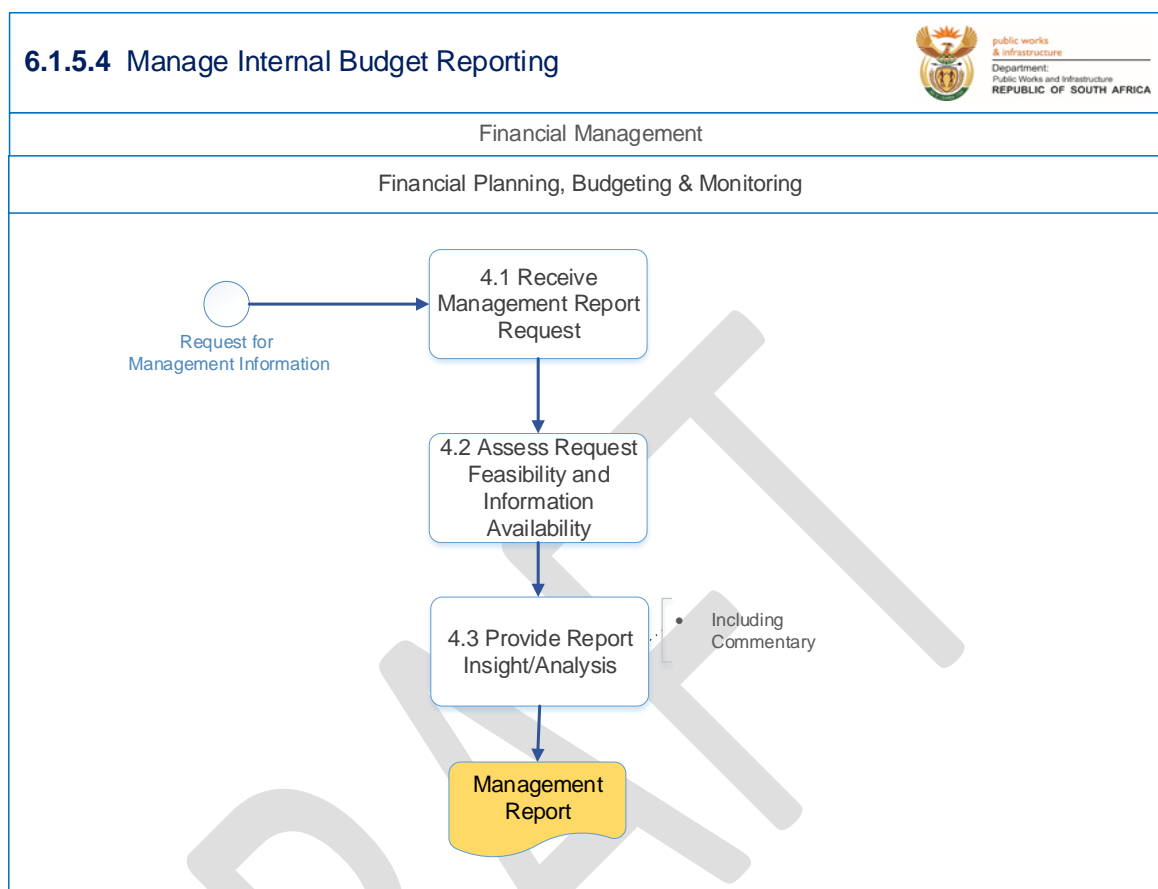 6.1.5.4 Manage Internal Budget Reporting
public works
& infrastructure
Department:
Public Works and Infrastructure
REPUBLIC OF SOUTH AFRICA
Financial Management
Financial Planning, Budgeting & Monitoring
4.1 Receive
Management Report
Request
Request for
Management Information
4.2 Assess Request
Feasibility and
Information
Availability
4.3 Provide Report
Insight/Analysis
• Including
Commentary
Management
Report
DRAFT